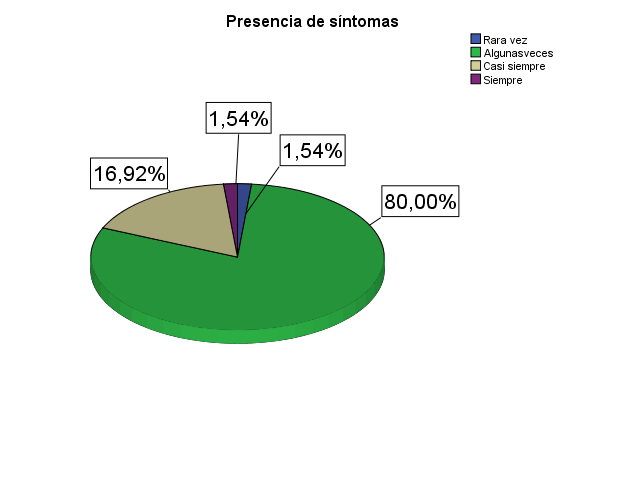 Presencia de síntomas
Rara vez
Algunasveces
Casi siempre
Siempre
1,54%
1,54%
16,92%
80,00%